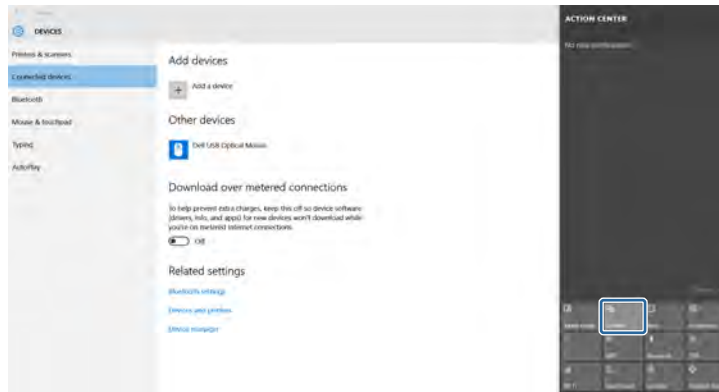 DEVICES
Printers & scanners
Connected devices
Bluetooth
Mouse & touchpad
Typing
AutoPlay
Add devices
Add a device
Other devices
Dell USB Optical Mouse
Download over metered connections
To help prevent extra charges, keep this off so device software
(drivers, info, and apps) for new devices won't download while
you're on metered Internet connections.
Off
Related settings
Bluetooth settings
Devices and printers
Device manager
ACTION CENTER
No new notifications